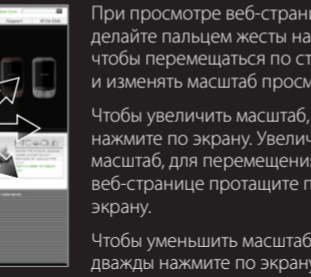 При просмотре веб-страни
делайте пальцем жесты на
чтобы перемещаться по ст
и изменять масштаб просм
Чтобы увеличить масштаб,
нажмите по экрану. Увелич
масштаб, для перемещения
веб-странице протащите п
экрану.
Чтобы уменьшить масштаб
дважды нажмите по экрану